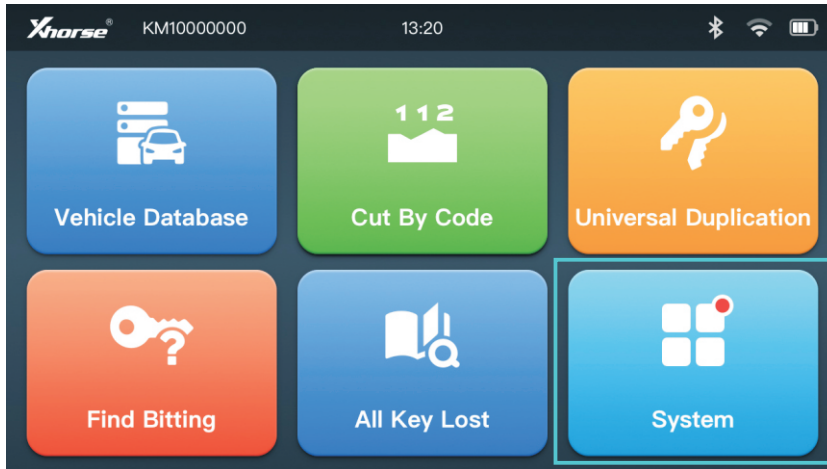 Xhorse® KM10000000 13:20
112
Vehicle Database Cut By Code Universal Duplication
?
Find Bitting All Key Lost System